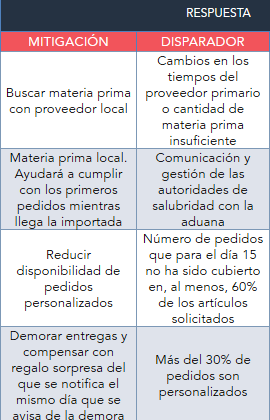 RESPUESTA
MITIGACIÓN
DISPARADOR
Buscar materia prima
con proveedor local
Cambios en los
tiempos del
proveedor primario
o cantidad de
materia prima
insuficiente
Materia prima local.
Ayudará a cumplir
con los primeros
pedidos mientras
llega la importada
Comunicación y
gestión de las
autoridades de
salubridad con la
aduana
Reducir
disponibilidad de
pedidos
personalizados
Número de pedidos
que para el día 15
no ha sido cubierto
en, al menos, 60%
de los artículos
solicitados
Demorar entregas y
compensar con
regalo sorpresa del
que se notifica el
mismo día que se
avisa de la demora
Más del 30% de
pedidos son
personalizados